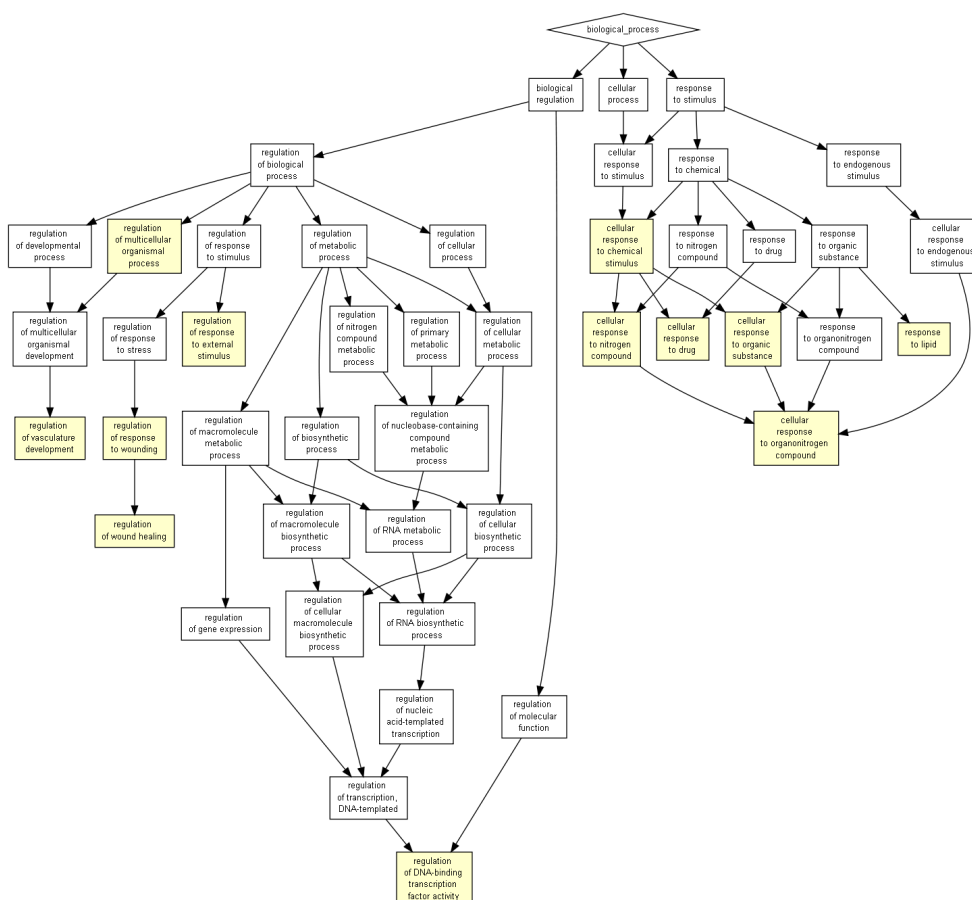 biological_process
biological
regulation
cellular
process
response
to stimulus
regulation
of biological
process
cellular
response
to stimulus
response
to chemical
response
to endogenous
stimulus
regulation
of developmental
process
regulation
of multicellular
organismal
process
regulation
of response
to stimulus
regulation
of metabolic
process
regulation
of cellular
process
cellular
response
to chemical
stimulus
response
to nitrogen
compound
response
to drug
response
to organic
substance
cellular
response
to endogenous
stimulus
regulation
of multicellular
organismal
development
regulation
of response
to stress
regulation
of response
to external
stimulus
regulation
of nitrogen
compound
metabolic
process
regulation
of primary
metabolic
process
regulation
of cellular
metabolic
process
cellular
response
to nitrogen
compound
cellular
response
to drug
cellular
response
to organic
substance
response
to organonitrogen
compound
response
to lipid
regulation
of vasculature
development
regulation
of response
to wounding
regulation
of macromolecule
metabolic
process
regulation
of biosynthetic
process
regulation
of nucleobase-containing
compound
metabolic
process
cellular
response
to organonitrogen
compound
regulation
of wound healing
regulation
of macromolecule
biosynthetic
process
regulation
of RNA metabolic
process
regulation
of cellular
biosynthetic
process
regulation
of gene expression
regulation
of cellular
macromolecule
biosynthetic
process
regulation
of RNA biosynthetic
process
regulation
of nucleic
acid-templated
transcription
regulation
of molecular
function
regulation
of transcription,
DNA-templated
regulation
of DNA-binding
transcription
factor activity